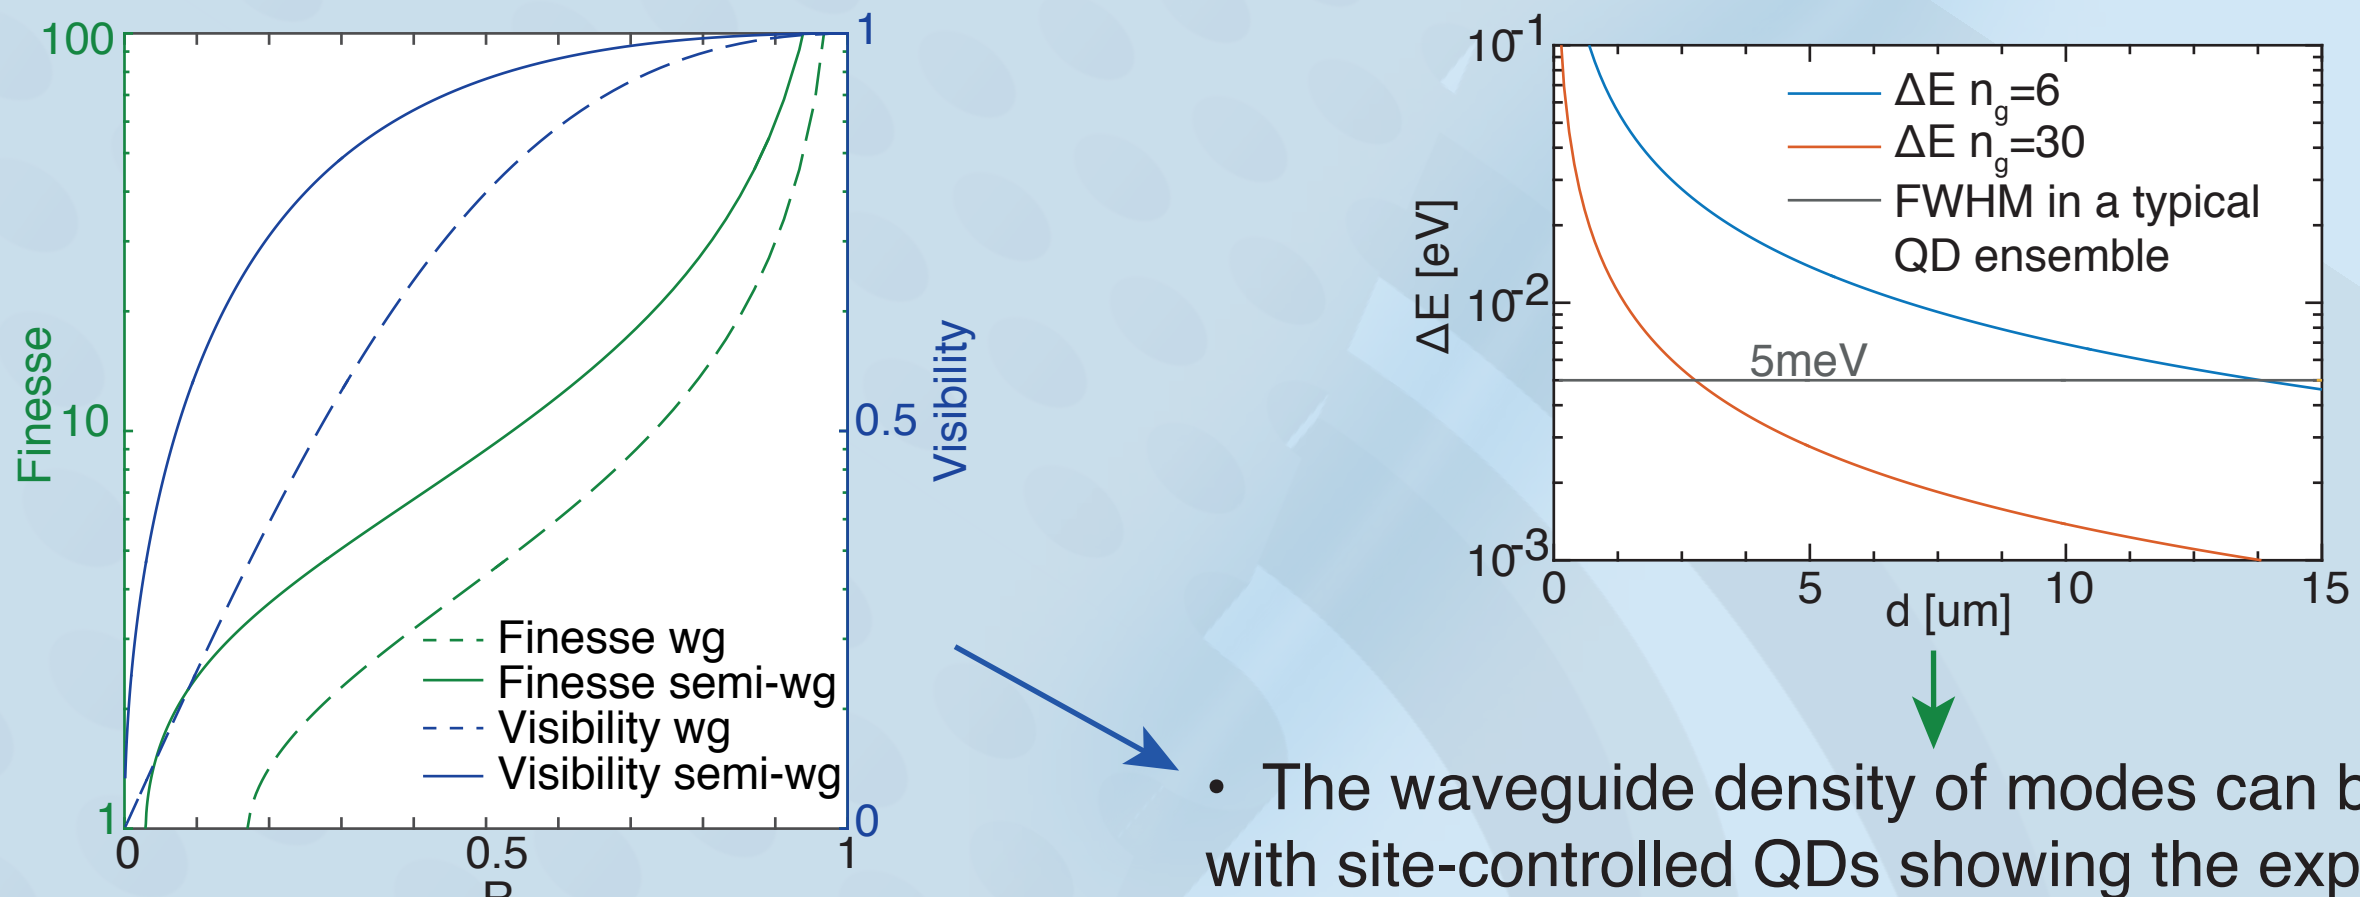 100
10
1
Finesse
0
0.5
1
1
0.5
0
Visibility
Finesse wg
Finesse semi-wg
Visibility wg
Visibility semi-wg
10-1
10-2
10-3
ΔE [eV]
ΔE ng=6
ΔE ng=30
FWHM in a typical
QD ensemble
5meV
0
5
10
15
d [um]
• The waveguide density of modes can
with site-controlled QDs showing the